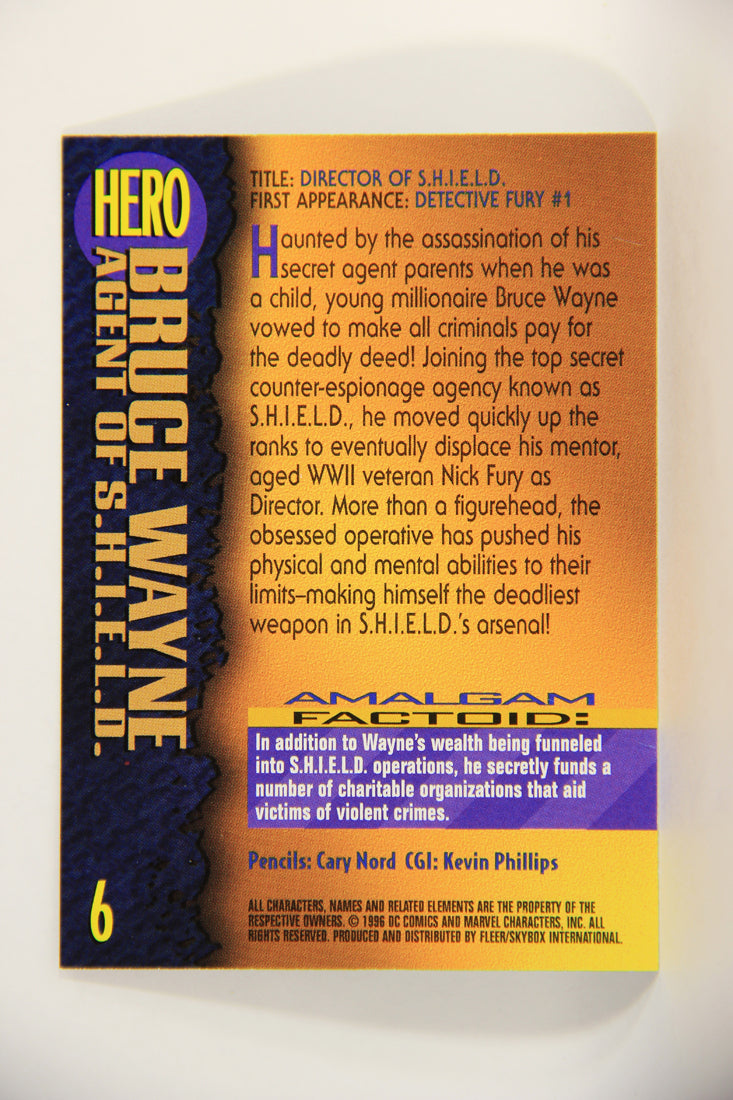 HERO
BRUCE WAYNE
AGENT OF S.H.I.E.L.D.
6
TITLE: DIRECTOR OF S.H.I.E.L.D.
FIRST APPEARANCE: DETECTIVE FURY #1
Haunted by the assassination of his
secret agent parents when he was
a child, young millionaire Bruce Wayne
vowed to make all criminals pay for
the deadly deed! Joining the top secret
counter-espionage agency known as
S.H.I.E.L.D., he moved quickly up the
ranks to eventually displace his mentor,
aged WWII veteran Nick Fury as
Director. More than a figurehead, the
obsessed operative has pushed his
physical and mental abilities to their
limits–making himself the deadliest
weapon in S.H.I.E.L.D.'s arsenal!
AMALGAM
FACTOID:
In addition to Wayne's wealth being funneled
into S.H.I.E.L.D. operations, he secretly funds a
number of charitable organizations that aid
victims of violent crimes.
Pencils: Cary Nord CGI: Kevin Phillips
ALL CHARACTERS, NAMES AND RELATED ELEMENTS ARE THE PROPERTY OF THE
RESPECTIVE OWNERS. © 1996 DC COMICS AND MARVEL CHARACTERS, INC. ALL
RIGHTS RESERVED. PRODUCED AND DISTRIBUTED BY FLEER/SKYBOX INTERNATIONAL.